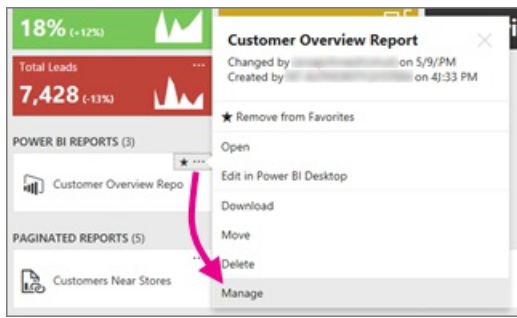 18% (+12%)
Total Leads
7,428 (-13%)
POWER BI REPORTS (3)
Customer Overview Repo
PAGINATED REPORTS (5)
Customers Near Stores
Customer Overview Report
Changed by on 5/9/PM
Created by on 4/:33 PM
Remove from Favorites
Open
Edit in Power BI Desktop
Download
Move
Delete
Manage